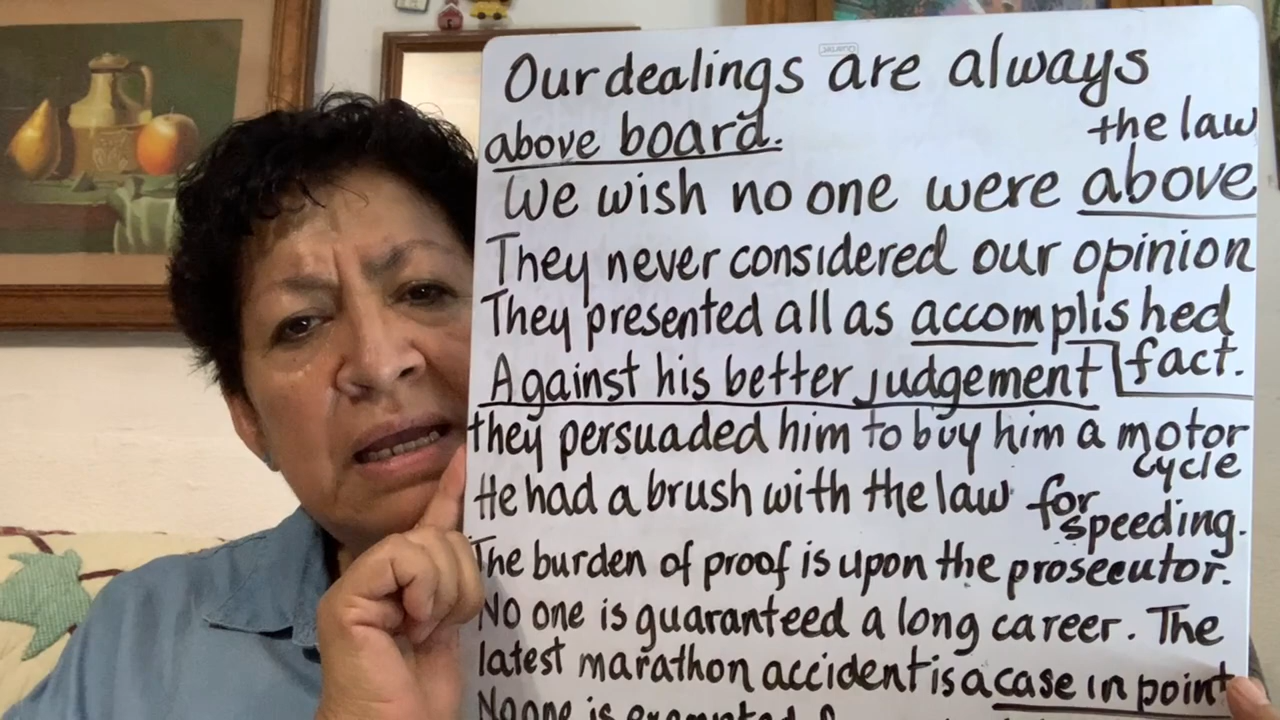 Our dealings are always
above board.
the law
We wish no one were above
They never considered our opinion
They presented all as accomplished
fact.
Against his better judgement
they persuaded him to buy him a motor
cycle
He had a brush with the law for
speeding.
The burden of proof is upon the prosecutor.
No one is guaranteed a long career. The
latest marathon accident is a case in point
No one is